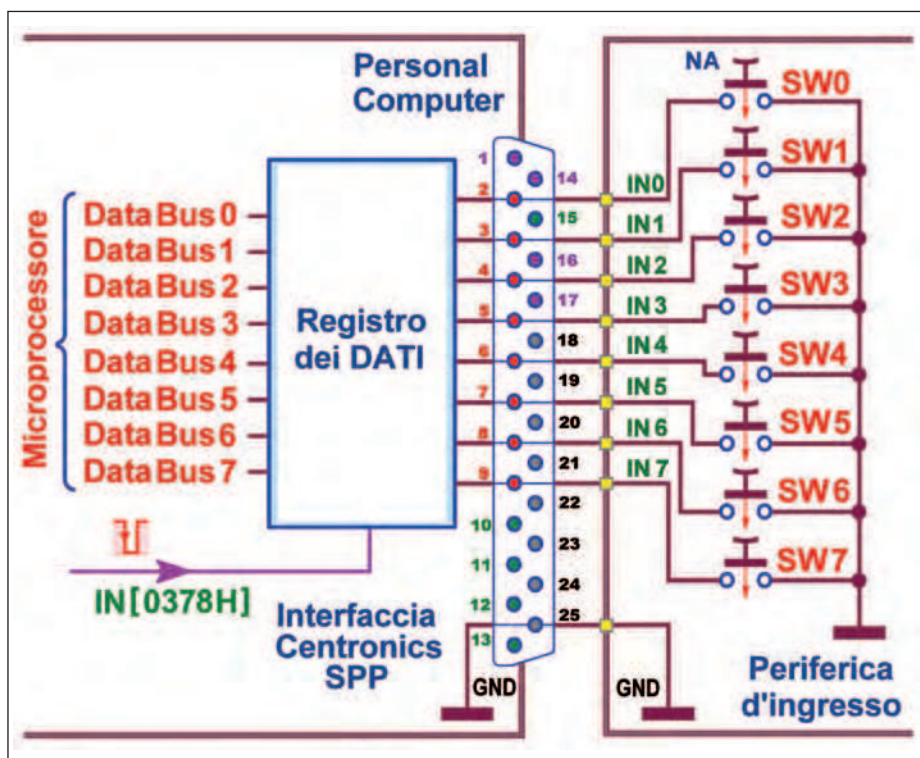 Personal
Computer
NA
SW0
SW1
SW2
SW3
SW4
SW5
SW6
SW7
Microprocessore
DataBus 0
DataBus 1
DataBus 2
DataBus 3
DataBus 4
DataBus 5
DataBus 6
DataBus 7
Registro
dei DATI
1
2
3
4
5
6
7
8
9
10
11
12
13
14
15
16
17
18
19
20
21
22
23
24
25
IN0
IN1
IN2
IN3
IN4
IN5
IN6
IN7
IN[0378H]
Interfaccia
Centronics
SPP
GND
GND
Periferica
d'ingresso